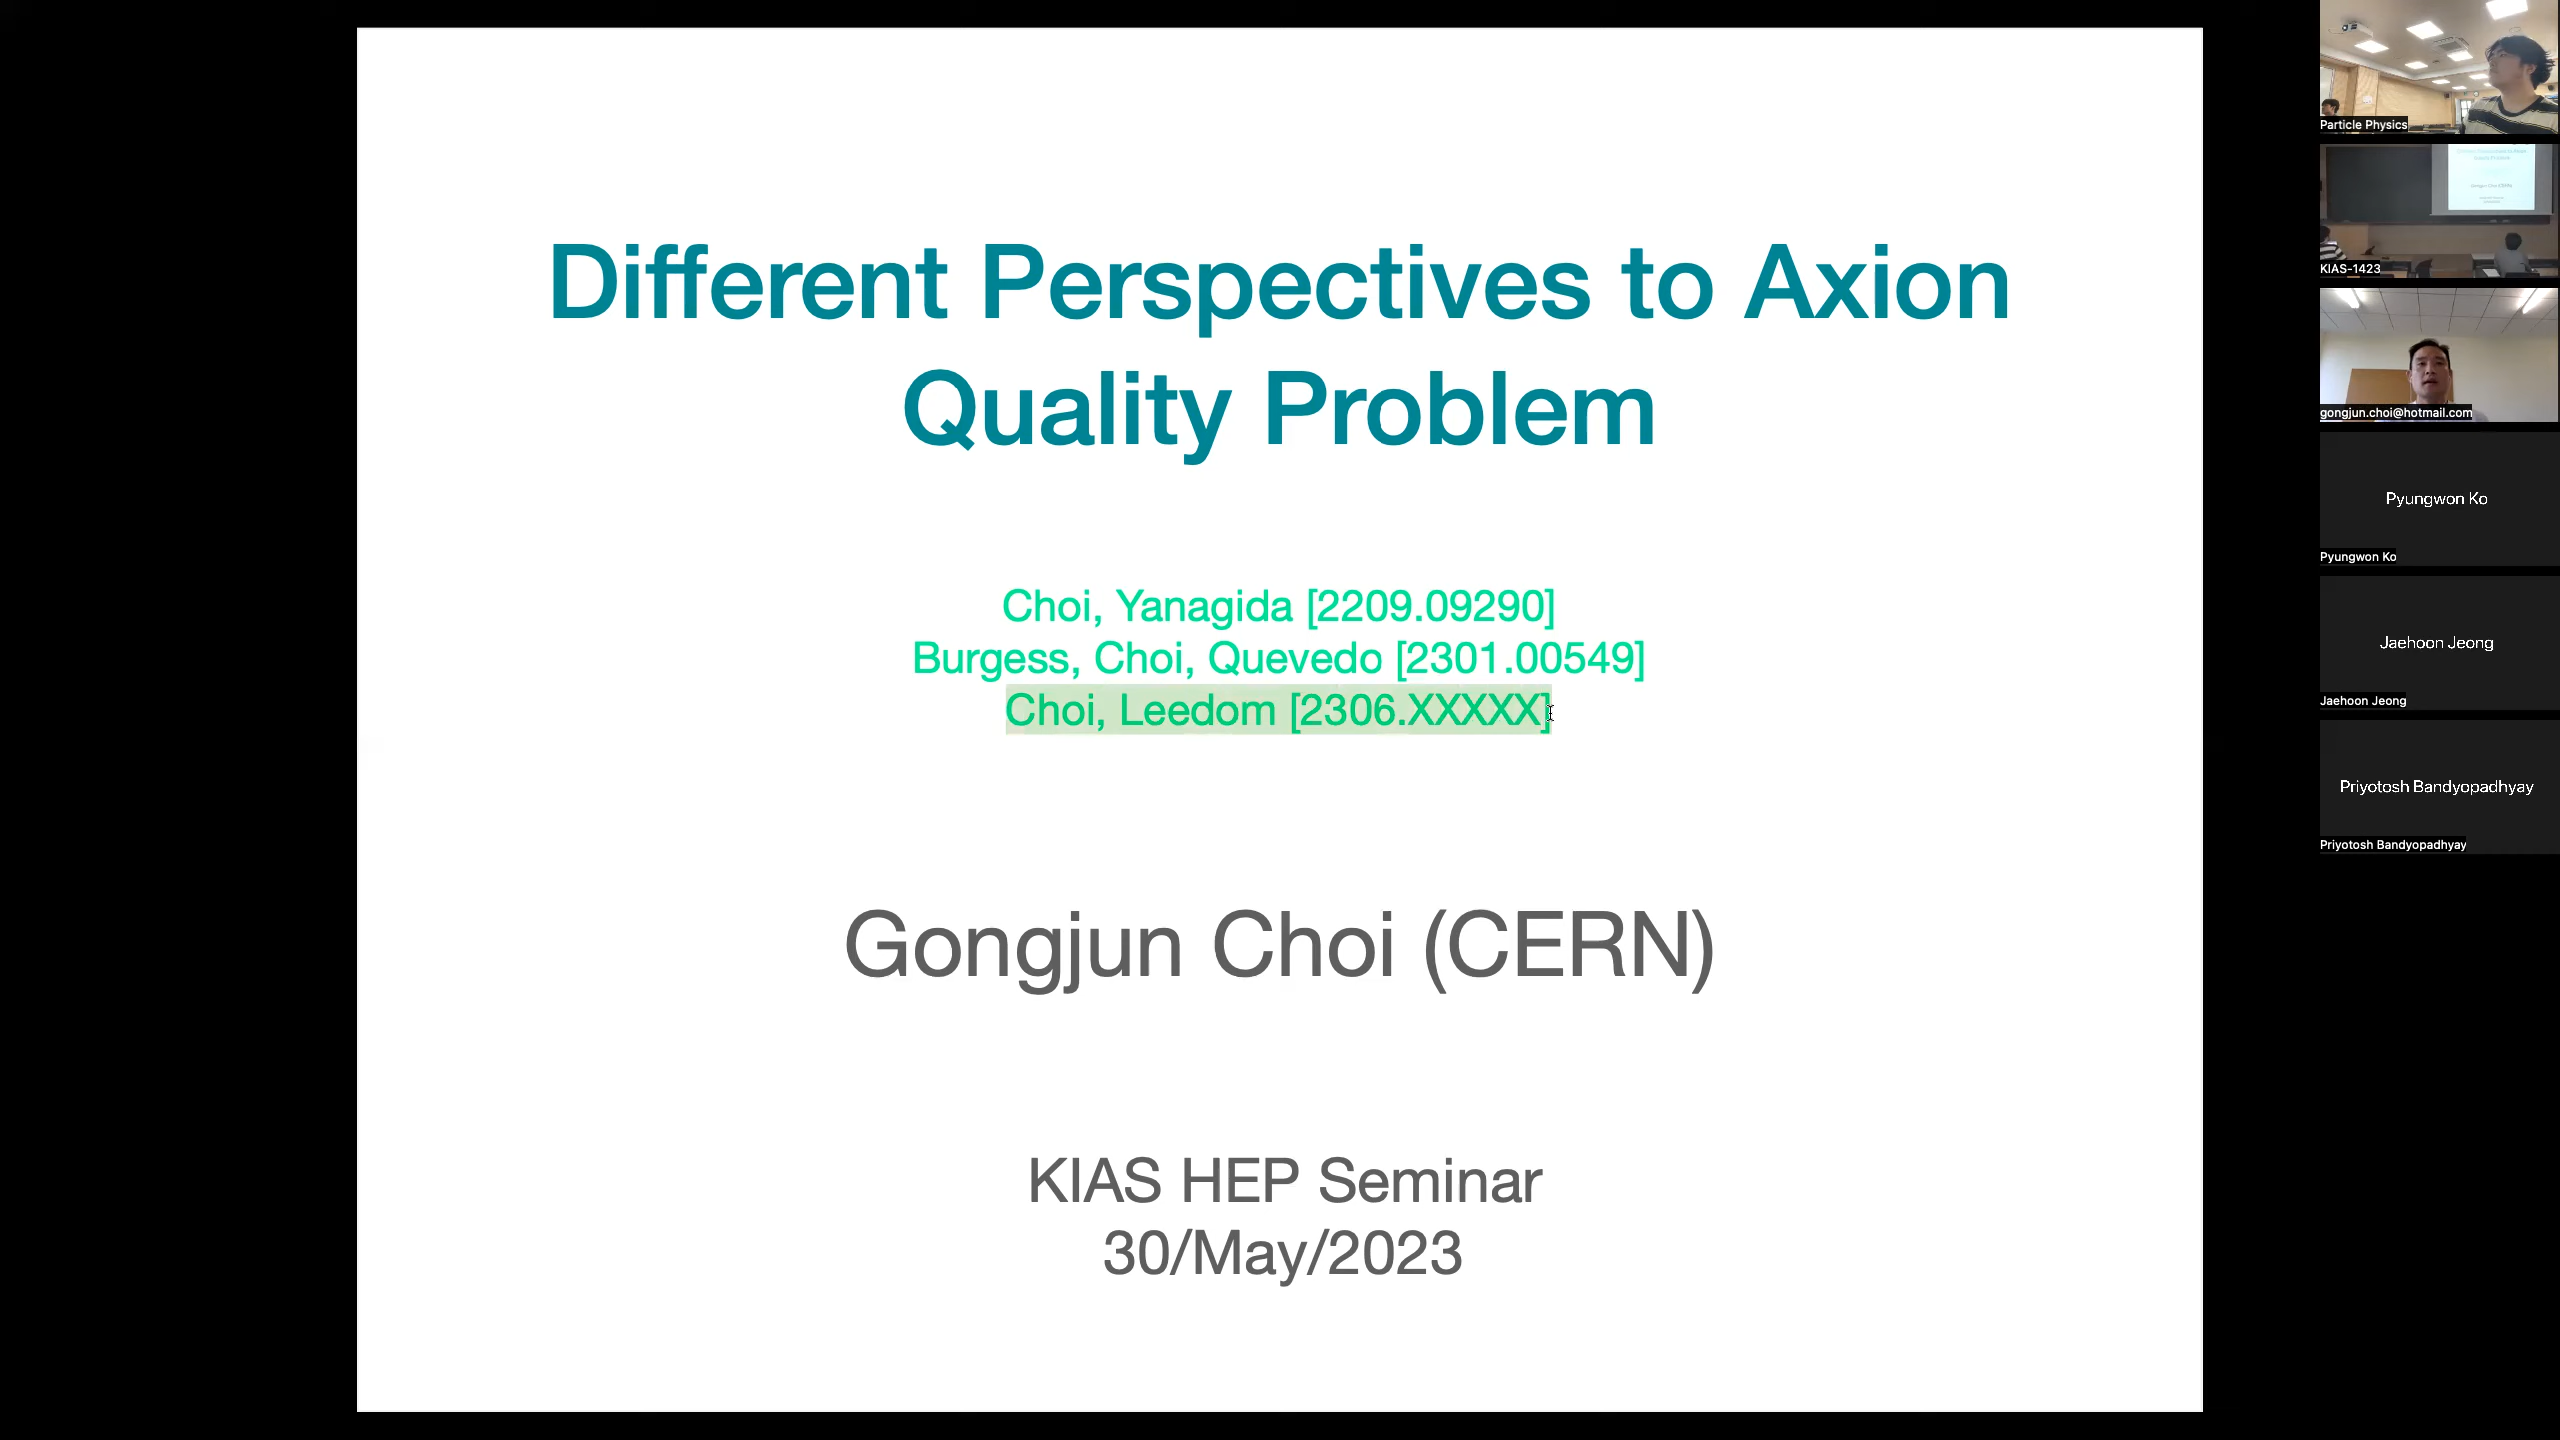 Different Perspectives to Axion
Quality Problem
Choi, Yanagida [2209.09290]
Burgess, Choi, Quevedo [2301.00549]
Choi, Leedom [2306.XXXXX]
Gongjun Choi (CERN)
KIAS HEP Seminar
30/May/2023
Particle Physics
KIAS-1423
gongjun.choi@hotmail.com
Pyungwon Ko
Pyungwon Ko
Jaehoon Jeong
Jaehoon Jeong
Priyotosh Bandyopadhyay
Priyotosh Bandyopadhyay